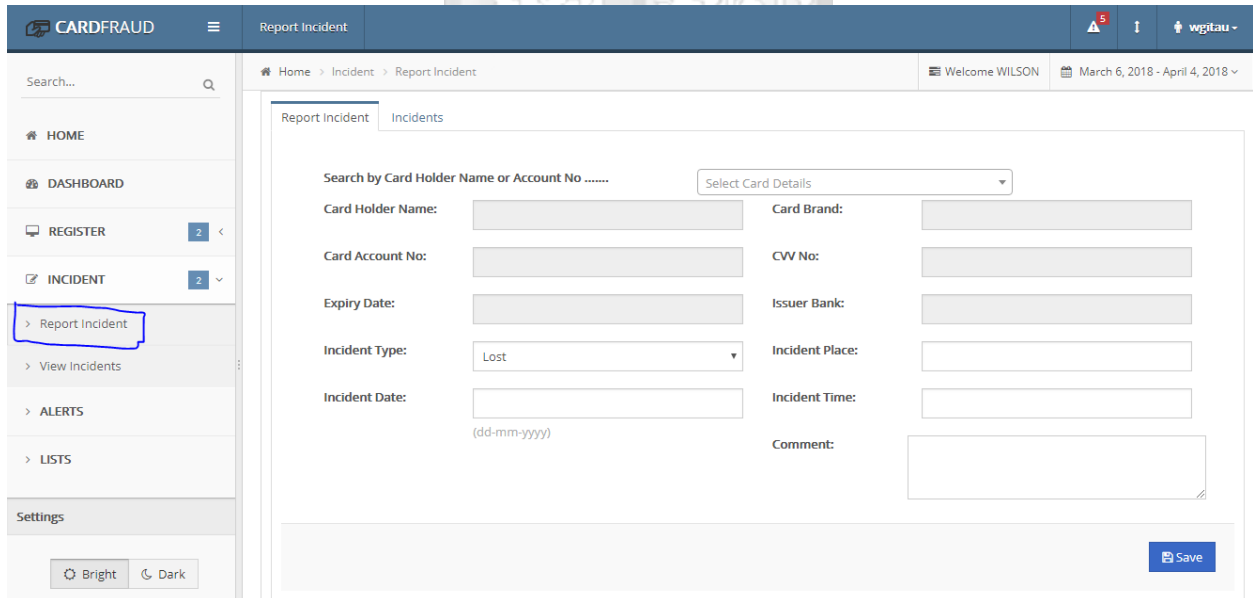 CARDFRAUD
Report Incident
5
wgitau
Search...
Home > Incident > Report Incident
Welcome WILSON
March 6, 2018 - April 4, 2018
HOME
DASHBOARD
REGISTER 2
INCIDENT 2
Report Incident
View Incidents
ALERTS
LISTS
Settings
Bright
Dark
Report Incident
Incidents
Search by Card Holder Name or Account No .......
Select Card Details
Card Holder Name:
Card Brand:
Card Account No:
CVV No:
Expiry Date:
Issuer Bank:
Incident Type:
Lost
Incident Place:
Incident Date:
(dd-mm-yyyy)
Incident Time:
Comment:
Save